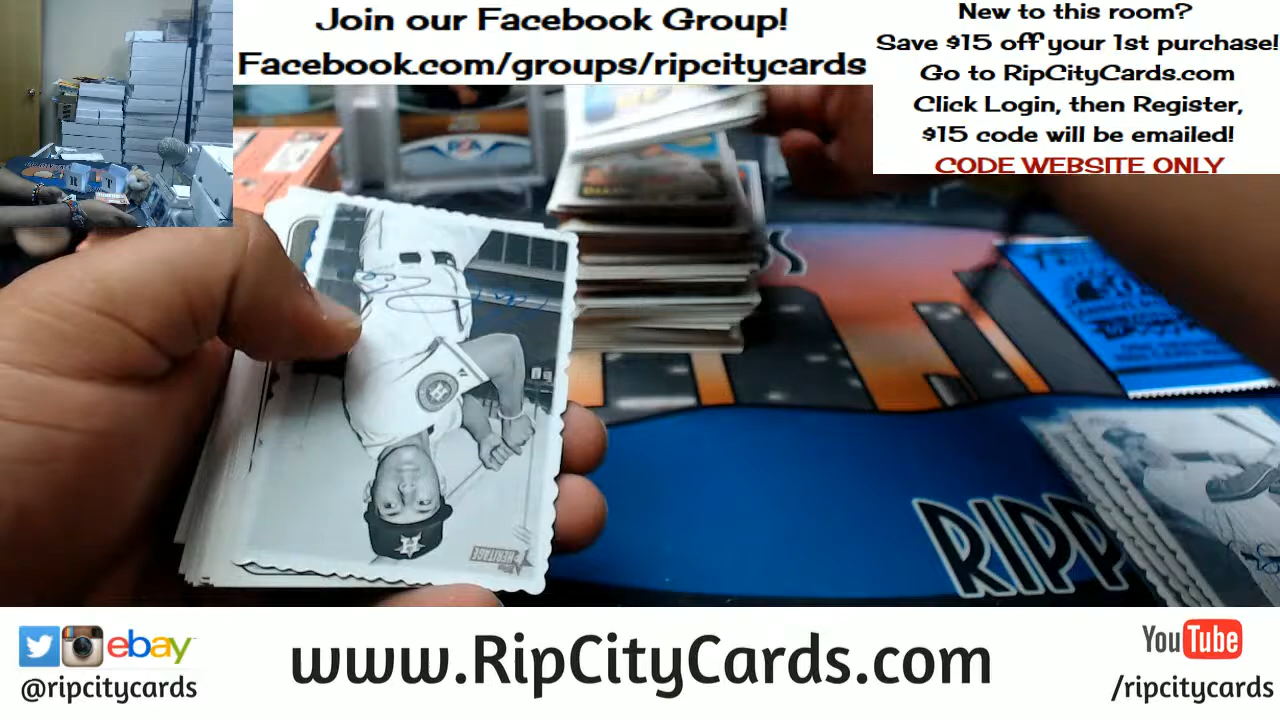 Join our Facebook Group!
Facebook.com/groups/ripcitycards
New to this room?
Save $15 off your 1st purchase!
Go to RipCityCards.com
Click Login, then Register,
$15 code will be emailed!
CODE WEBSITE ONLY
PSA
HERITAGE
RIPP
ebay
@ripcitycards
www.RipCityCards.com
YouTube
/ripcitycards